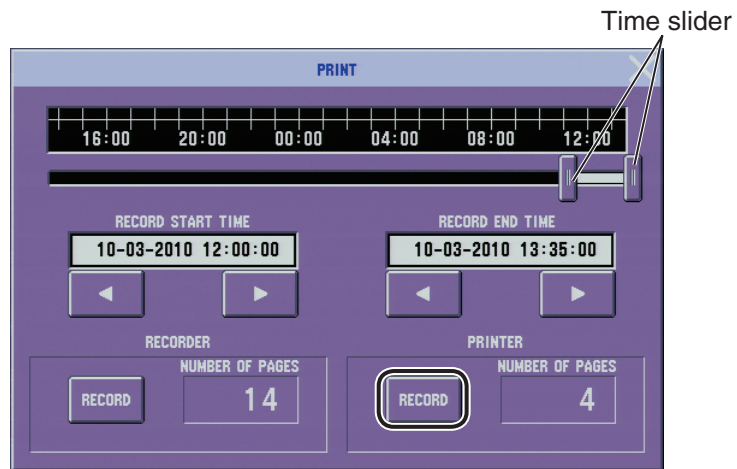 Time slider
PRINT
16:00 20:00 00:00 04:00 08:00 12:00
RECORD START TIME RECORD END TIME
10-03-2010 12:00:00 10-03-2010 13:35:00
RECORDER PRINTER
NUMBER OF PAGES NUMBER OF PAGES
RECORD 14 RECORD 4